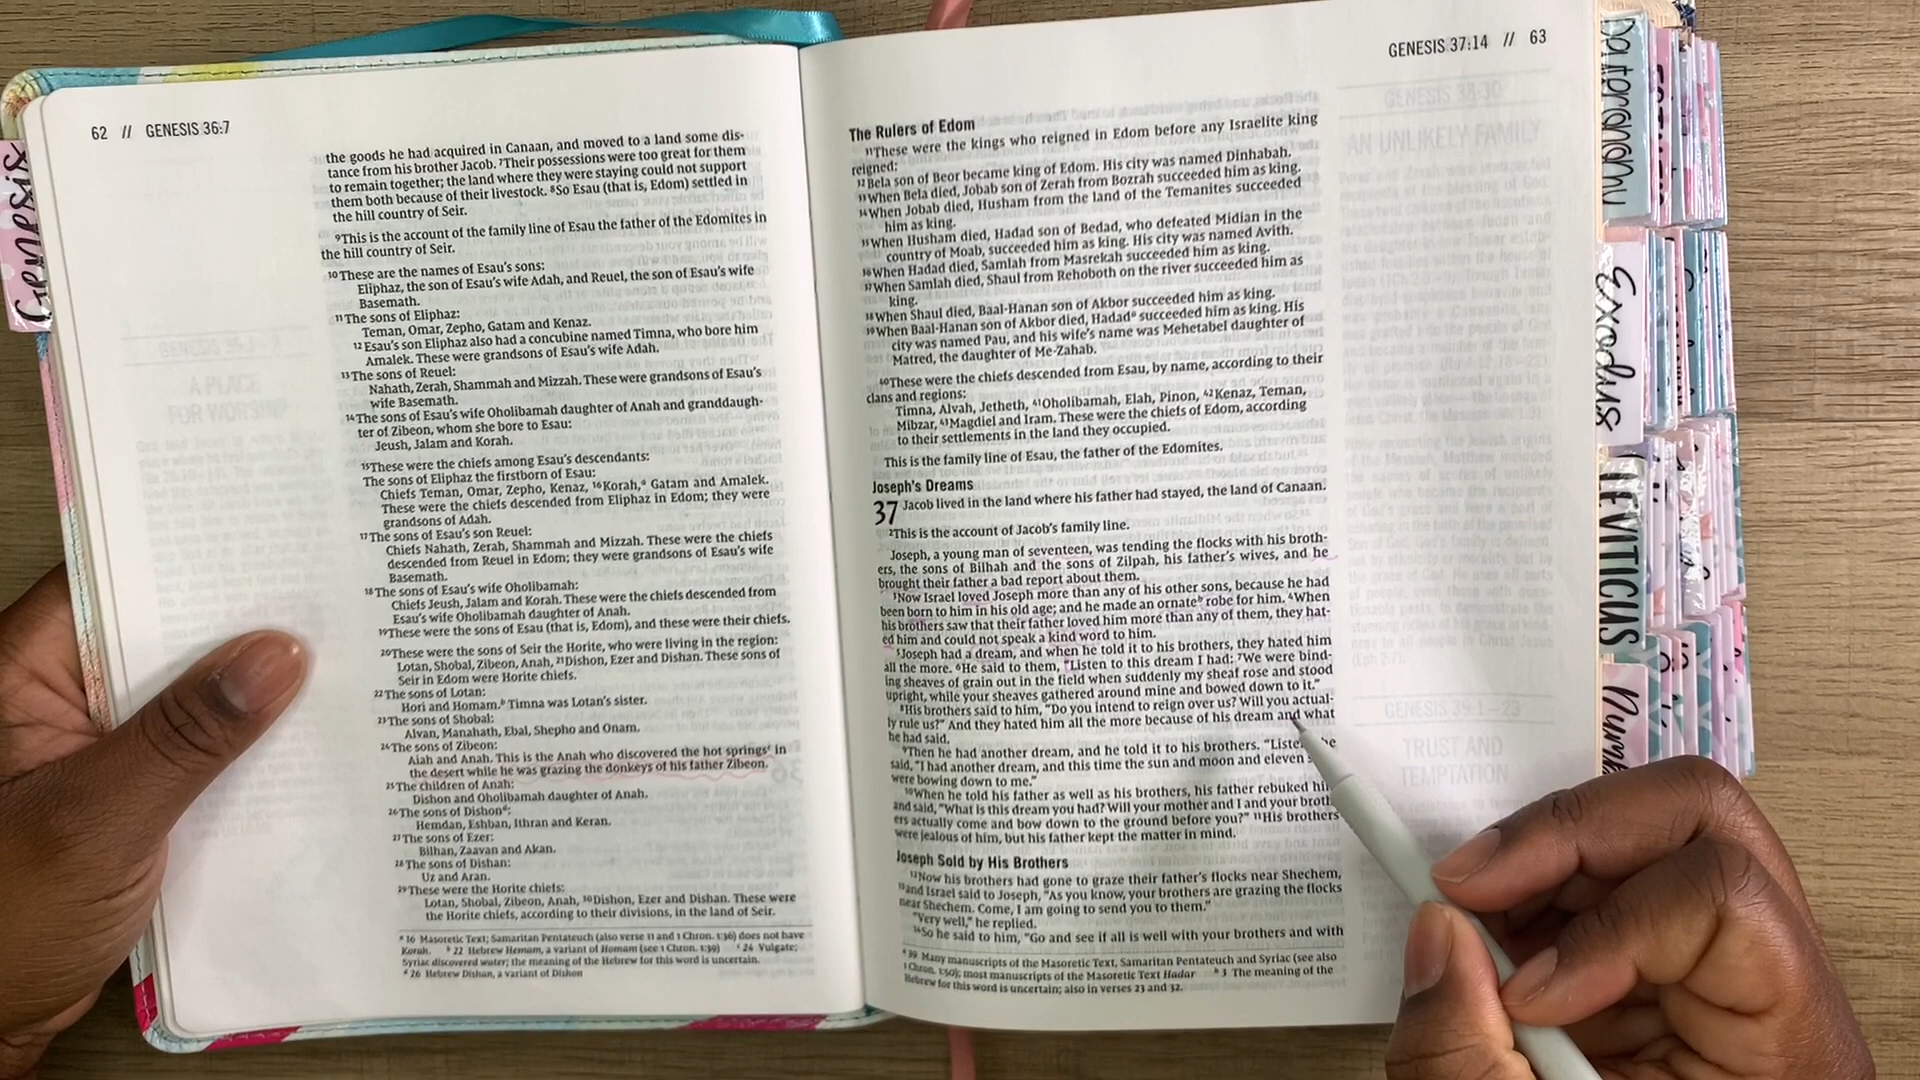 62 // GENESIS 36:7
the goods he had acquired in Canaan, and moved to a land some dis-
tance from his brother Jacob. ⁷Their possessions were too great for them
to remain together; the land where they were staying could not support
them both because of their livestock. ⁸So Esau (that is, Edom) settled in
the hill country of Seir.
⁹This is the account of the family line of Esau the father of the Edomites in
the hill country of Seir.
¹⁰These are the names of Esau's sons:
Eliphaz, the son of Esau's wife Adah, and Reuel, the son of Esau's wife
Basemath.
¹¹The sons of Eliphaz:
Teman, Omar, Zepho, Gatam and Kenaz.
¹²Esau's son Eliphaz also had a concubine named Timna, who bore him
Amalek. These were grandsons of Esau's wife Adah.
¹³The sons of Reuel:
Nahath, Zerah, Shammah and Mizzah. These were grandsons of Esau's
wife Basemath.
¹⁴The sons of Esau's wife Oholibamah daughter of Anah and granddaugh-
ter of Zibeon, whom she bore to Esau:
Jeush, Jalam and Korah.
¹⁵These were the chiefs among Esau's descendants:
The sons of Eliphaz the firstborn of Esau:
Chiefs Teman, Omar, Zepho, Kenaz, ¹⁶Korah,ᵃ Gatam and Amalek.
These were the chiefs descended from Eliphaz in Edom; they were
grandsons of Adah.
¹⁷The sons of Esau's son Reuel:
Chiefs Nahath, Zerah, Shammah and Mizzah. These were the chiefs
descended from Reuel in Edom; they were grandsons of Esau's wife
Basemath.
¹⁸The sons of Esau's wife Oholibamah:
Chiefs Jeush, Jalam and Korah. These were the chiefs descended from
Esau's wife Oholibamah daughter of Anah.
¹⁹These were the sons of Esau (that is, Edom), and these were their chiefs.
²⁰These were the sons of Seir the Horite, who were living in the region:
Lotan, Shobal, Zibeon, Anah, ²¹Dishon, Ezer and Dishan. These sons of
Seir in Edom were Horite chiefs.
²²The sons of Lotan:
Hori and Homam.ᵇ Timna was Lotan's sister.
²³The sons of Shobal:
Alvan, Manahath, Ebal, Shepho and Onam.
²⁴The sons of Zibeon:
Aiah and Anah. This is the Anah who discovered the hot springsᶜ in
the desert while he was grazing the donkeys of his father Zibeon.
²⁵The children of Anah:
Dishon and Oholibamah daughter of Anah.
²⁶The sons of Dishonᵈ:
Hemdan, Eshban, Ithran and Keran.
²⁷The sons of Ezer:
Bilhan, Zaavan and Akan.
²⁸The sons of Dishan:
Uz and Aran.
²⁹These were the Horite chiefs:
Lotan, Shobal, Zibeon, Anah, ³⁰Dishon, Ezer and Dishan. These were
the Horite chiefs, according to their divisions, in the land of Seir.
ᵃ 16 Masoretic Text; Samaritan Pentateuch (also verse 11 and 1 Chron. 1:36) does not have
Korah. ᵇ 22 Hebrew Hemam, a variant of Homam (see 1 Chron. 1:39) ᶜ 24 Vulgate;
Syriac discovered water; the meaning of the Hebrew for this word is uncertain.
ᵈ 26 Hebrew Dishan, a variant of Dishon
GENESIS 37:14 // 63
The Rulers of Edom
³¹These were the kings who reigned in Edom before any Israelite king
reigned:
³²Bela son of Beor became king of Edom. His city was named Dinhabah.
³³When Bela died, Jobab son of Zerah from Bozrah succeeded him as king.
³⁴When Jobab died, Husham from the land of the Temanites succeeded
him as king.
³⁵When Husham died, Hadad son of Bedad, who defeated Midian in the
country of Moab, succeeded him as king. His city was named Avith.
³⁶When Hadad died, Samlah from Masrekah succeeded him as king.
³⁷When Samlah died, Shaul from Rehoboth on the river succeeded him as
king.
³⁸When Shaul died, Baal-Hanan son of Akbor succeeded him as king.
³⁹When Baal-Hanan son of Akbor died, Hadadᵃ succeeded him as king. His
city was named Pau, and his wife's name was Mehetabel daughter of
Matred, the daughter of Me-Zahab.
⁴⁰These were the chiefs descended from Esau, by name, according to their
clans and regions:
Timna, Alvah, Jetheth, ⁴¹Oholibamah, Elah, Pinon, ⁴²Kenaz, Teman,
Mibzar, ⁴³Magdiel and Iram. These were the chiefs of Edom, according
to their settlements in the land they occupied.
This is the family line of Esau, the father of the Edomites.
Joseph's Dreams
37 Jacob lived in the land where his father had stayed, the land of Canaan.
²This is the account of Jacob's family line.
Joseph, a young man of seventeen, was tending the flocks with his broth-
ers, the sons of Bilhah and the sons of Zilpah, his father's wives, and he
brought their father a bad report about them.
³Now Israel loved Joseph more than any of his other sons, because he had
been born to him in his old age; and he made an ornateᵇ robe for him. ⁴When
his brothers saw that their father loved him more than any of them, they hat-
ed him and could not speak a kind word to him.
⁵Joseph had a dream, and when he told it to his brothers, they hated him
all the more. ⁶He said to them, "Listen to this dream I had: ⁷We were bind-
ing sheaves of grain out in the field when suddenly my sheaf rose and stood
upright, while your sheaves gathered around mine and bowed down to it."
⁸His brothers said to him, "Do you intend to reign over us? Will you actual-
ly rule us?" And they hated him all the more because of his dream and what
he had said.
⁹Then he had another dream, and he told it to his brothers. "Listen he
said, "I had another dream, and this time the sun and moon and eleven
were bowing down to me."
¹⁰When he told his father as well as his brothers, his father rebuked him
and said, "What is this dream you had? Will your mother and I and your broth
ers actually come and bow down to the ground before you?" ¹¹His brothers
were jealous of him, but his father kept the matter in mind.
Joseph Sold by His Brothers
¹²Now his brothers had gone to graze their father's flocks near Shechem,
¹³and Israel said to Joseph, "As you know, your brothers are grazing the flocks
near Shechem. Come, I am going to send you to them."
"Very well," he replied.
¹⁴So he said to him, "Go and see if all is well with your brothers and with
ᵃ 39 Many manuscripts of the Masoretic Text, Samaritan Pentateuch and Syriac (see also
1 Chron. 1:50); most manuscripts of the Masoretic Text Hadar ᵇ 3 The meaning of the
Hebrew for this word is uncertain; also in verses 23 and 32.
Genesis
Deuteronomy
Exodus
LEVITICUS
GENESIS 38-30
AN UNLIKELY FAMILY
GENESIS 39:1-23
TRUST AND
TEMPTATION
A PLACE
FOR WORSHIP